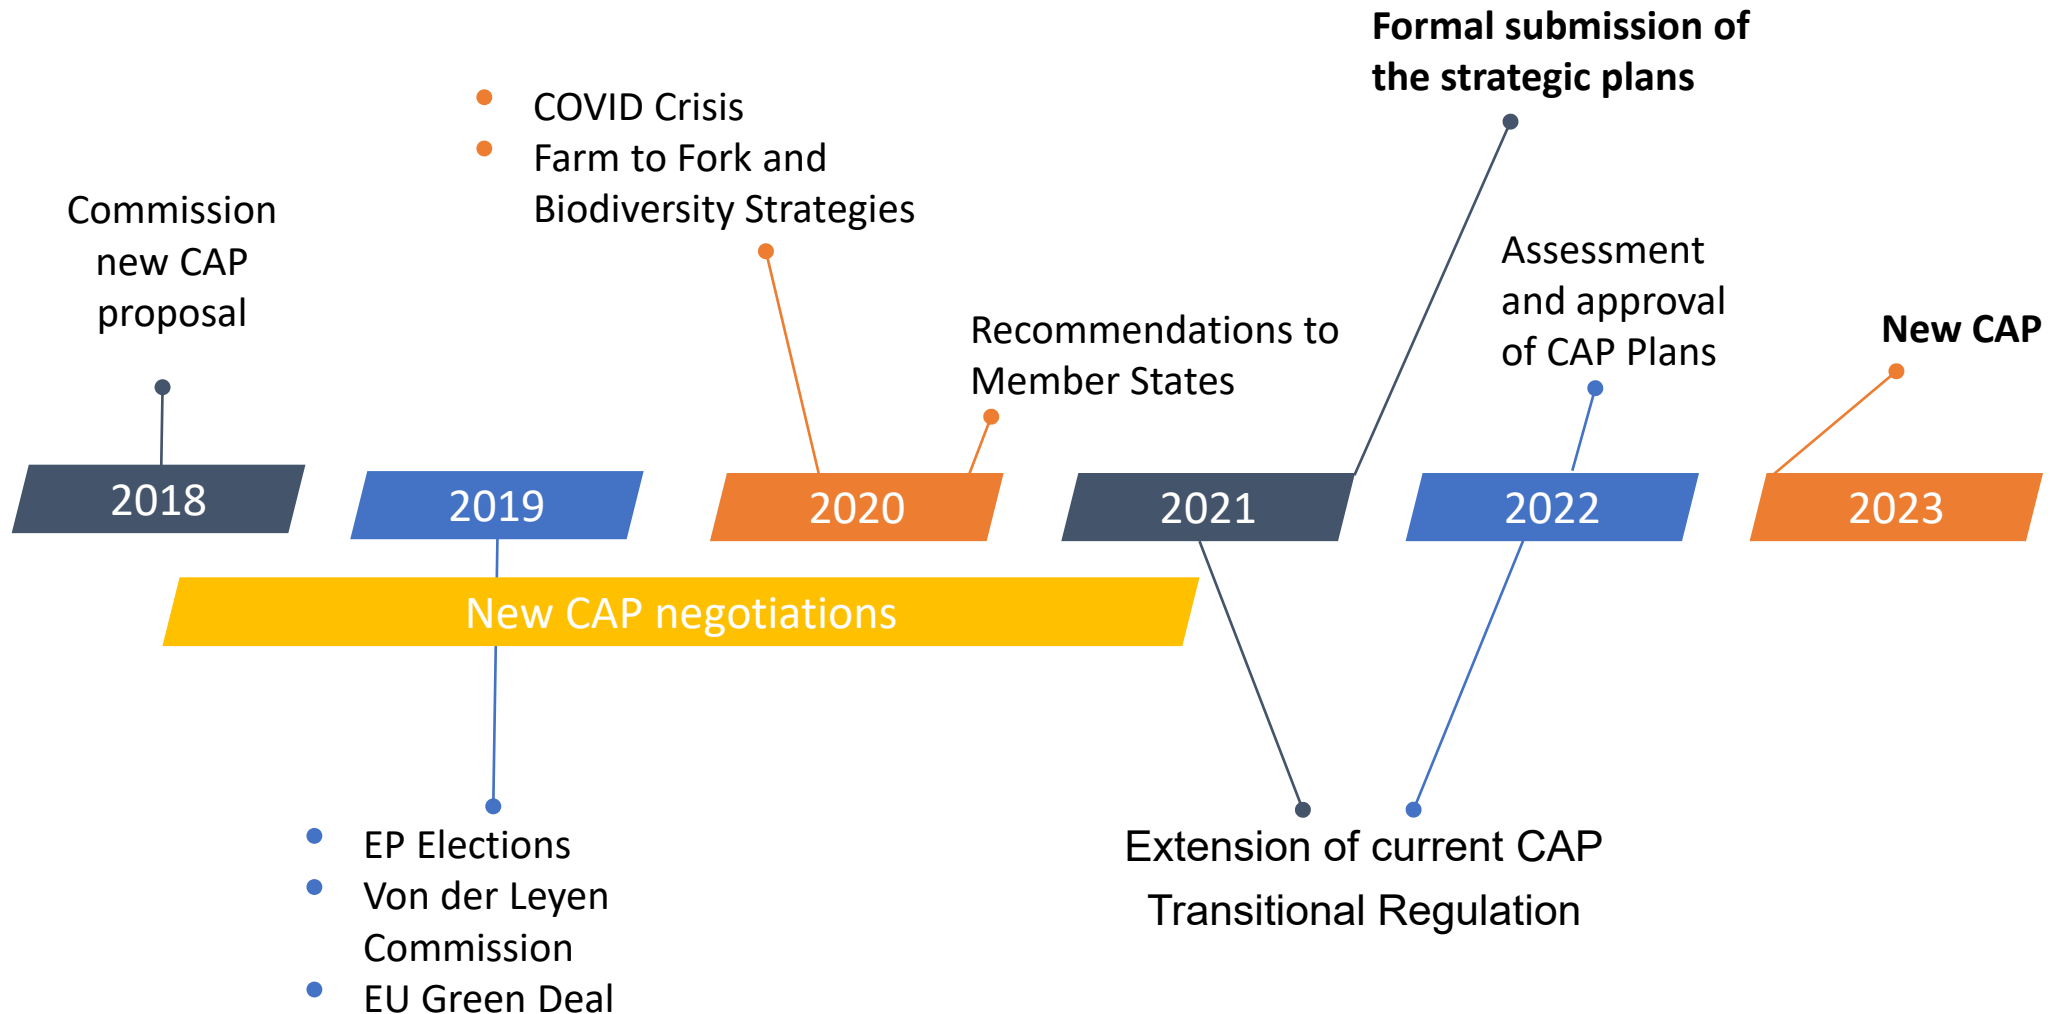 Formal submission of
the strategic plans
• COVID Crisis
• Farm to Fork and
Biodiversity Strategies
Commission
new CAP
proposal
Assessment
and approval
of CAP Plans
Recommendations to
Member States
New CAP
2018
2019
2020
2021
2022
2023
New CAP negotiations
• EP Elections
• Von der Leyen
Commission
• EU Green Deal
Extension of current CAP
Transitional Regulation